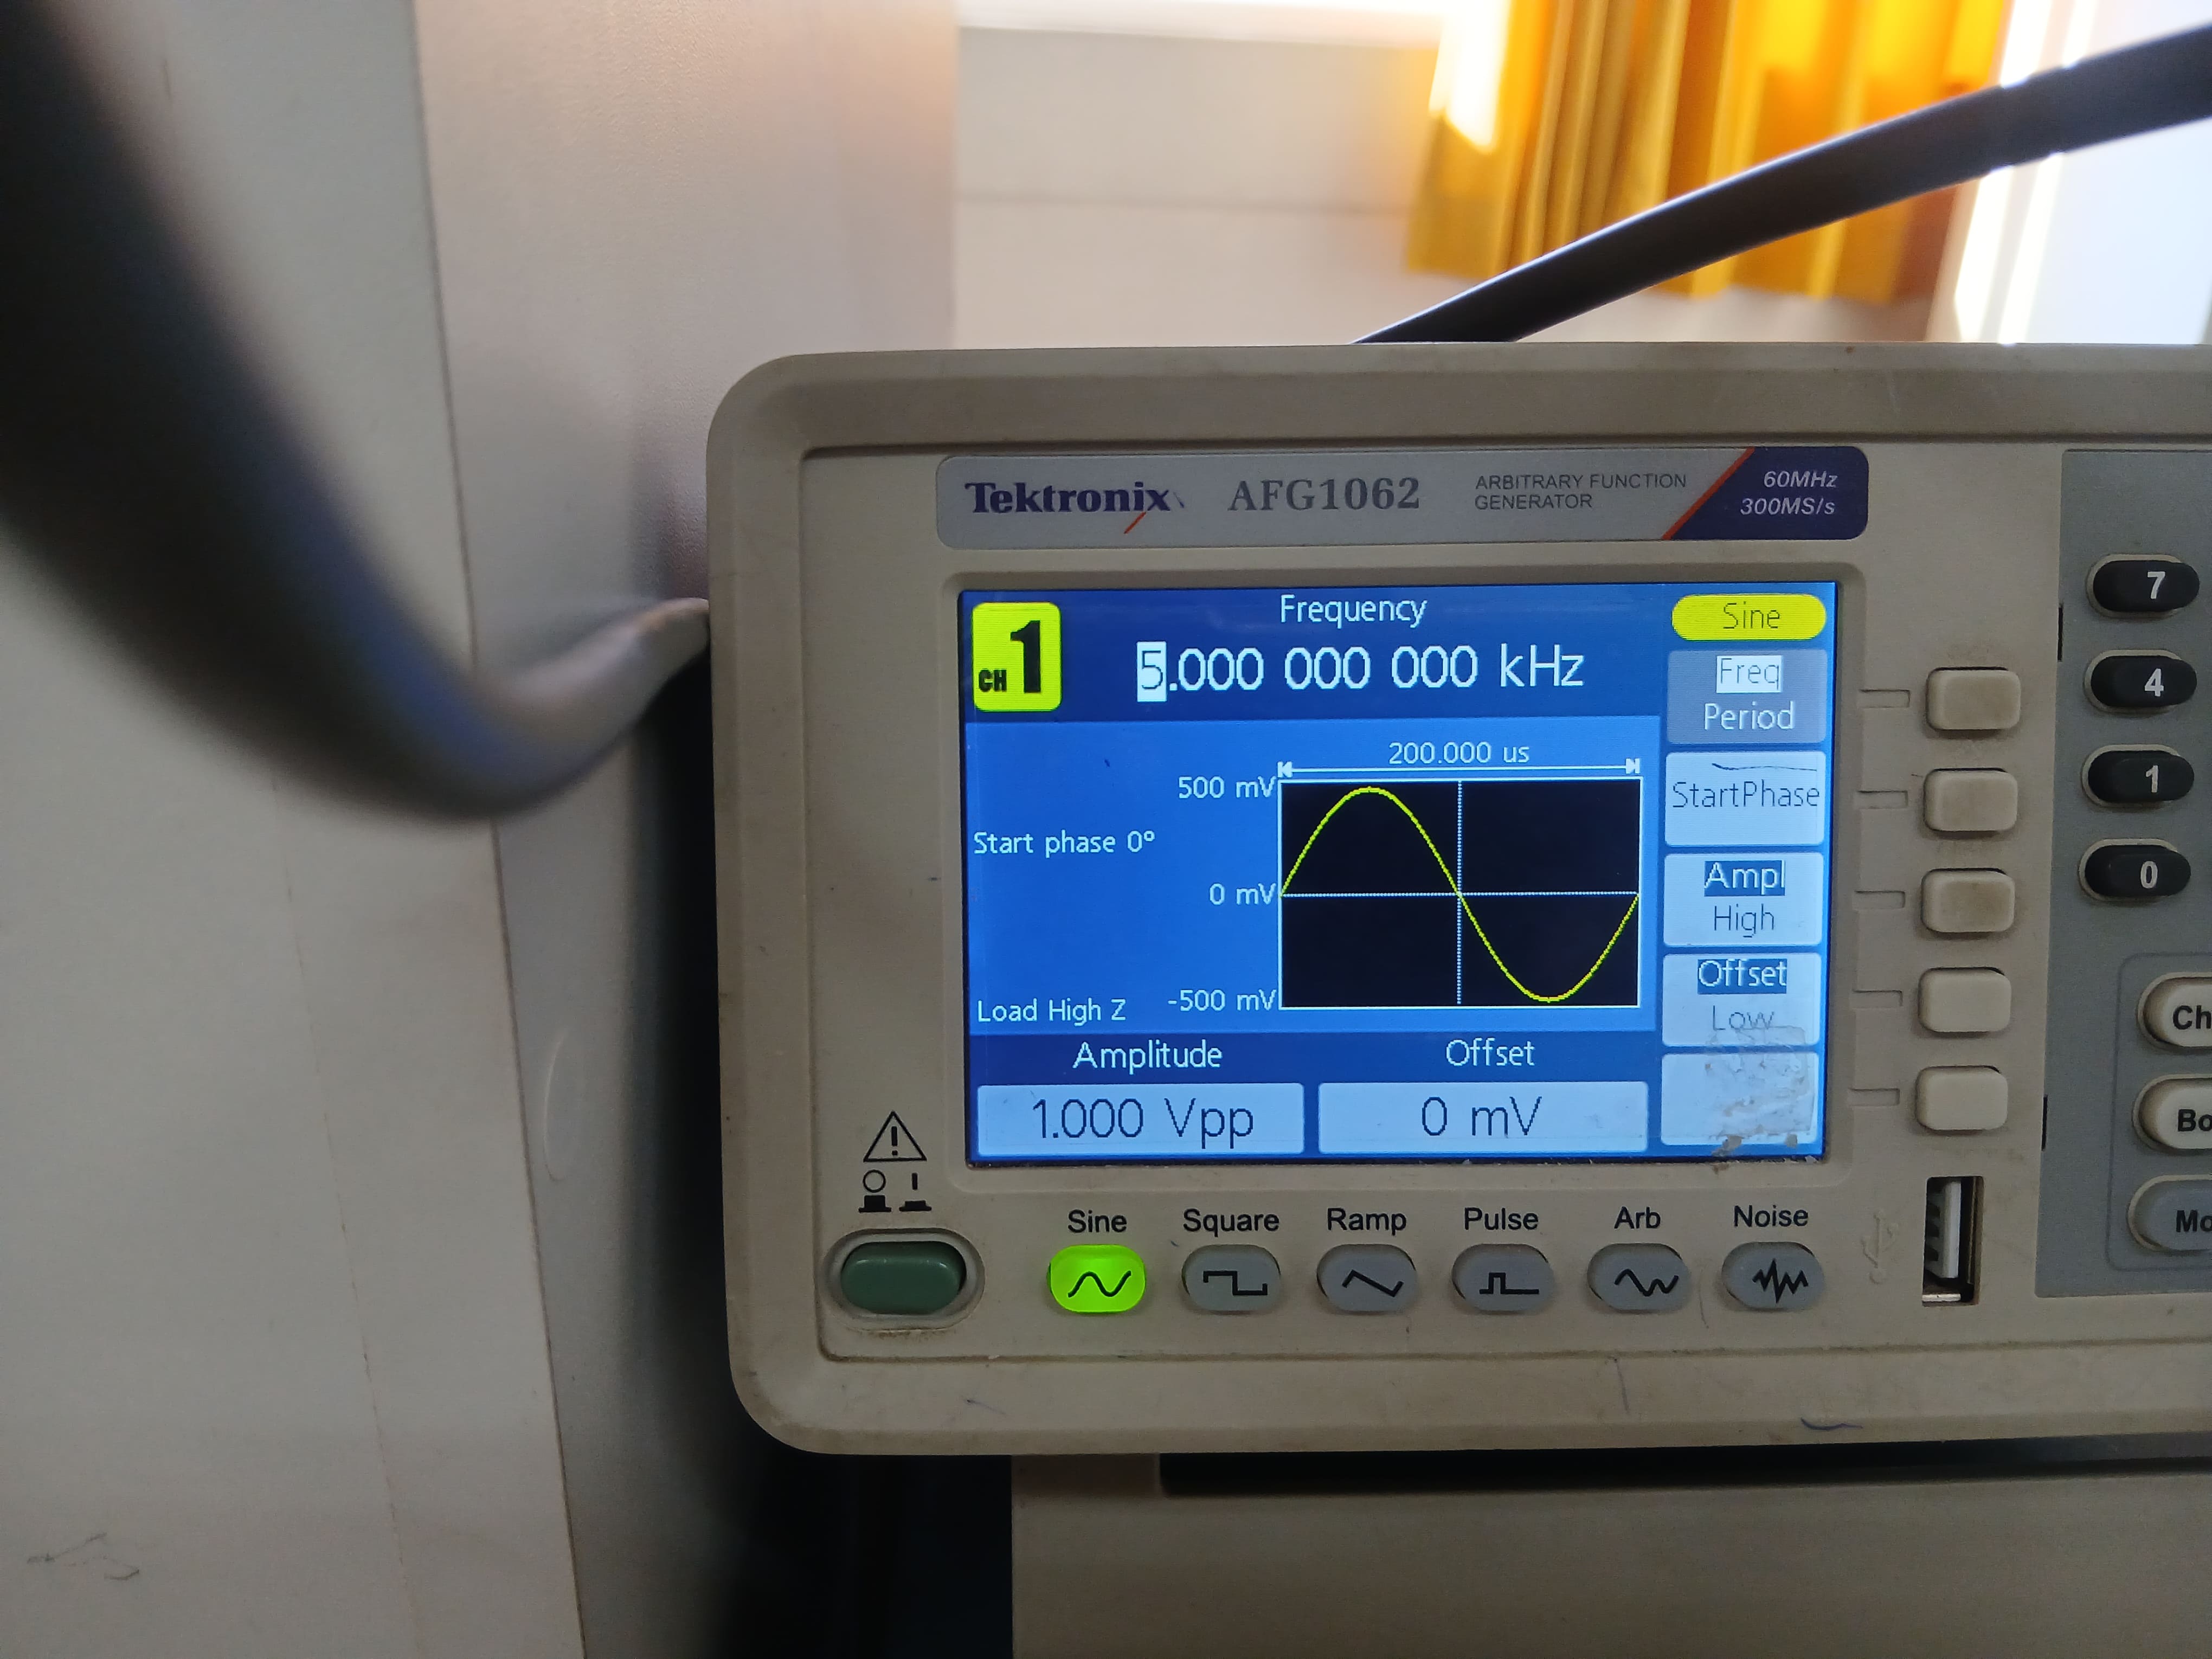 Tektronix AFG1062 ARBITRARY FUNCTION GENERATOR 60MHz 300MS/s
CH 1
Frequency
5.000 000 000 kHz
Sine
Freq
Period
StartPhase
Ampl
High
Offset
Low
200.000 us
500 mV
Start phase 0°
0 mV
Load High Z
-500 mV
Amplitude
Offset
1.000 Vpp
0 mV
Sine
Square
Ramp
Pulse
Arb
Noise
7
4
1
0